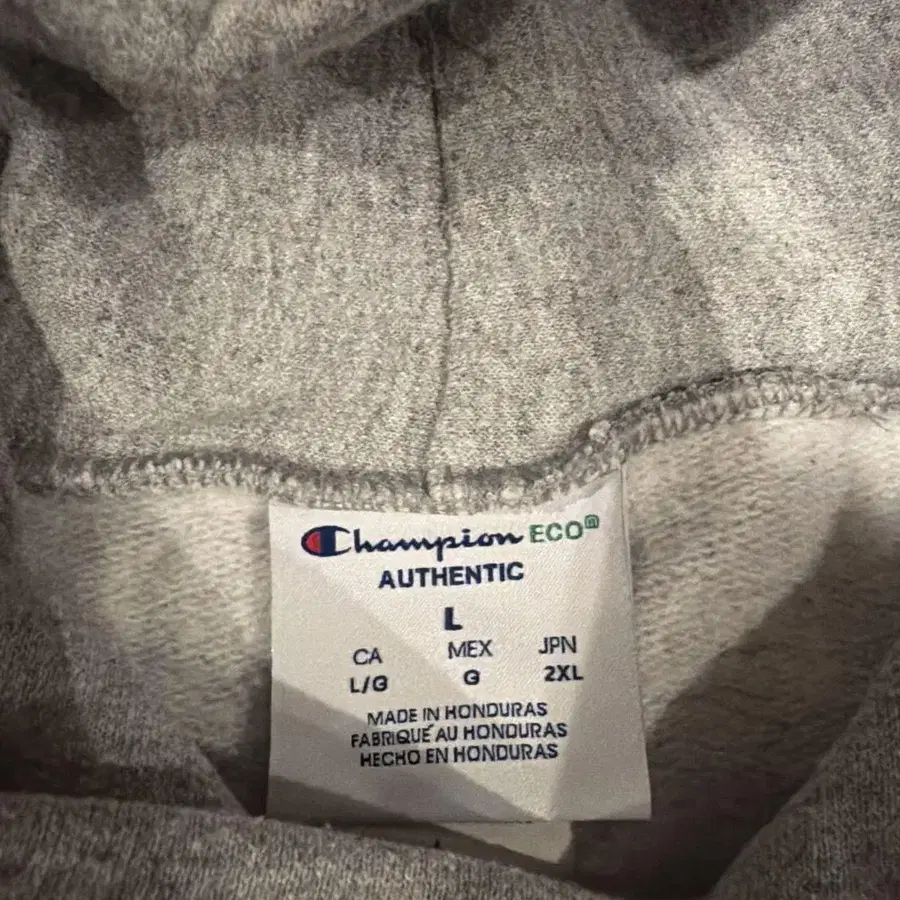 Champion ECO
AUTHENTIC
L
CA MEX JPN
L/G G 2XL
MADE IN HONDURAS
FABRIQUÉ AU HONDURAS
HECHO EN HONDURAS